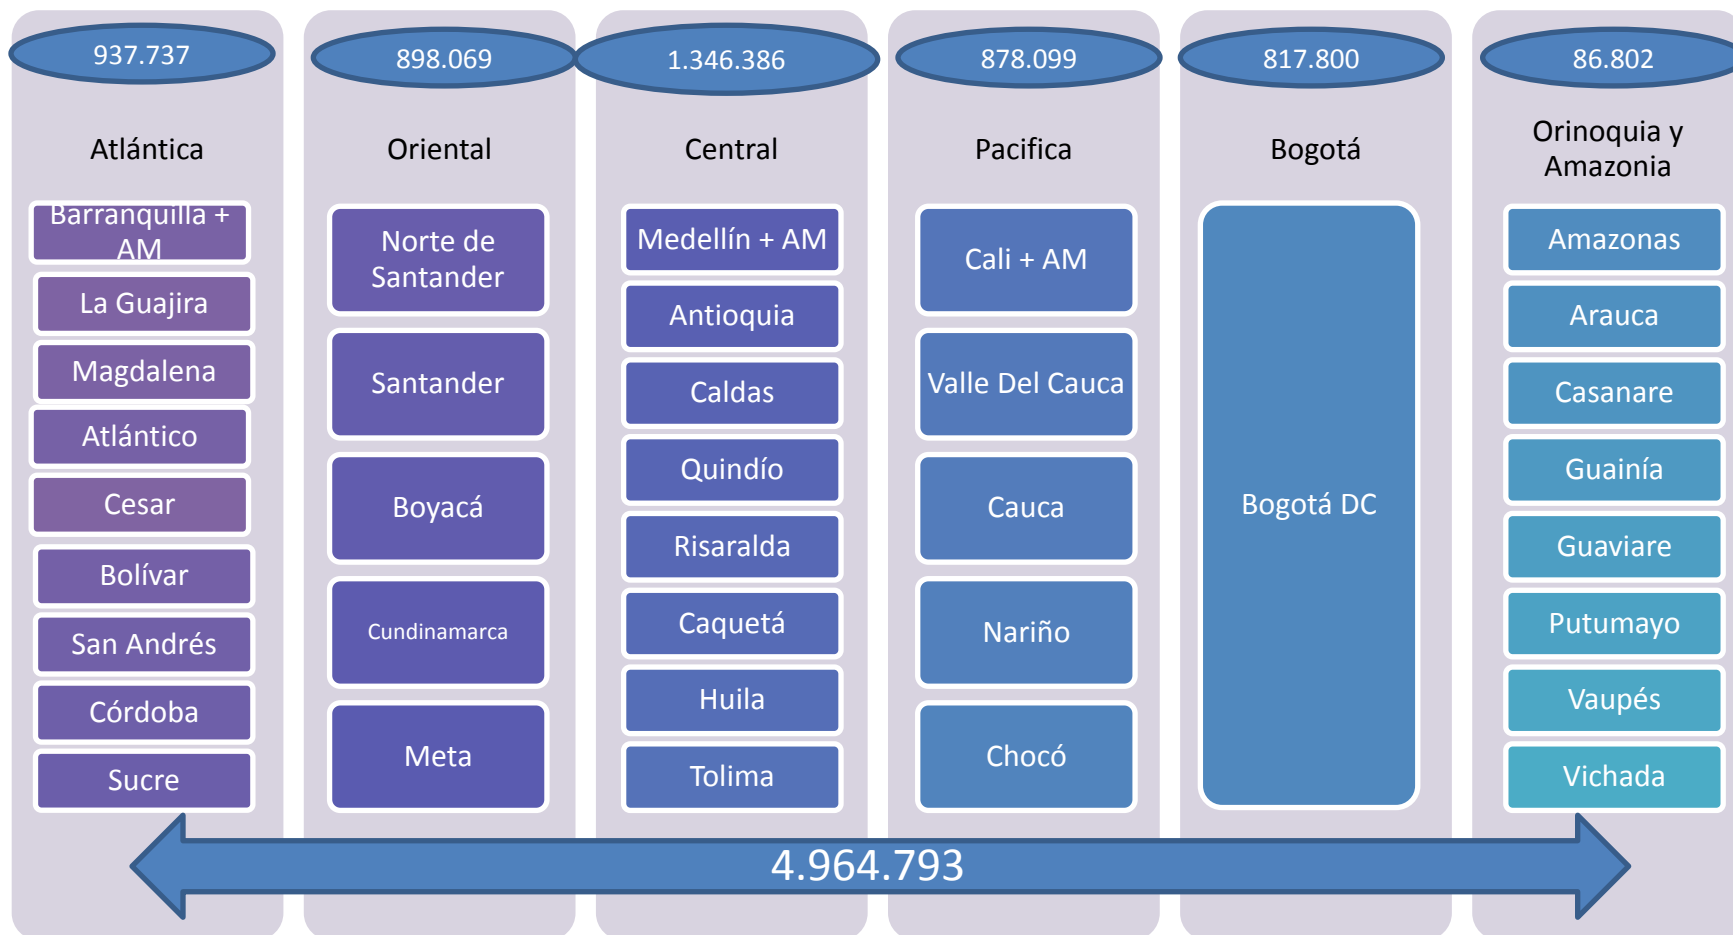 937.737
Atlántica
Barranquilla +
AM
La Guajira
Magdalena
Atlántico
Cesar
Bolívar
San Andrés
Córdoba
Sucre
898.069
Oriental
Norte de
Santander
Santander
Boyacá
Cundinamarca
Meta
1.346.386
Central
Medellín + AM
Antioquia
Caldas
Quindío
Risaralda
Caquetá
Huila
Tolima
878.099
Pacifica
Cali + AM
Valle Del Cauca
Cauca
Nariño
Chocó
817.800
Bogotá
Bogotá DC
86.802
Orinoquia y
Amazonia
Amazonas
Arauca
Casanare
Guainía
Guaviare
Putumayo
Vaupés
Vichada
4.964.793